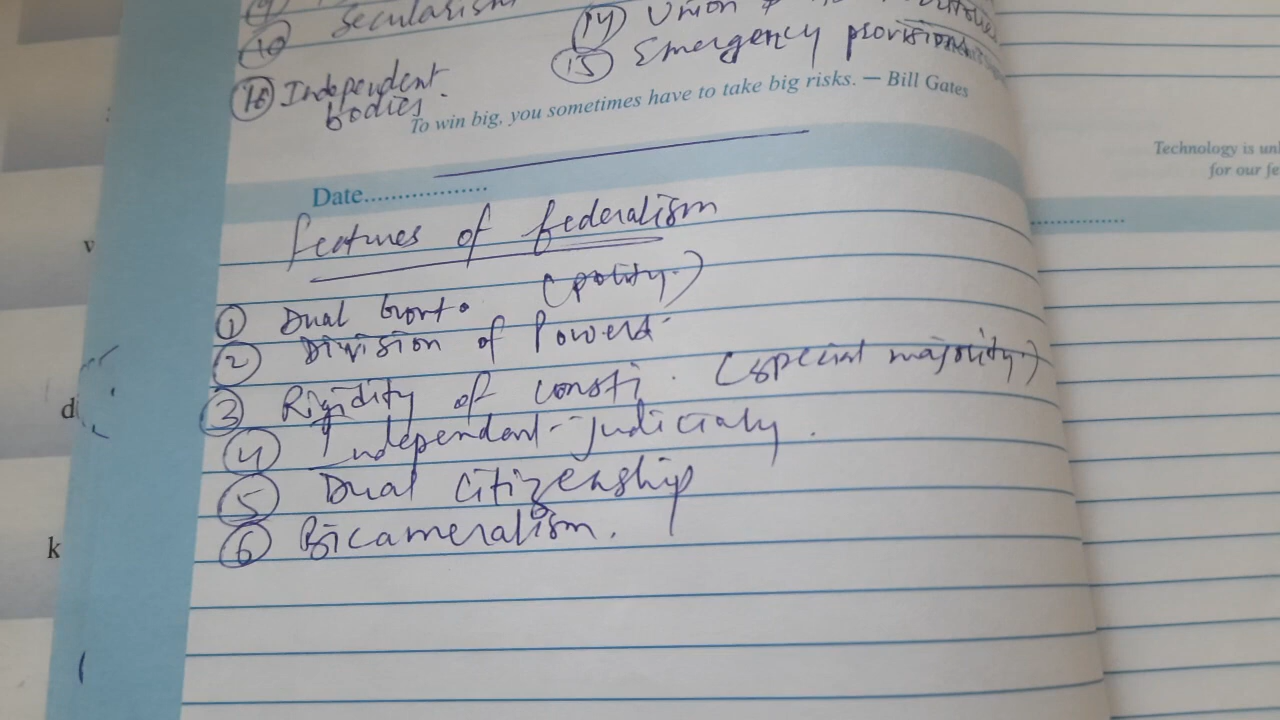 (10) Secularism
(14) Union &
(15) Emergency provisions
(16) Independent
bodies.
To win big, you sometimes have to take big risks. — Bill Gates
Technology is
for our
Date..................
features of federalism
(1) Dual Govt. (polity.)
(2) Division of Powers
(3) Rigidity of consti. (special majority.)
(4) Independent judiciary.
(5) Dual Citizenship
(6) Bicameralism.
v
d
k